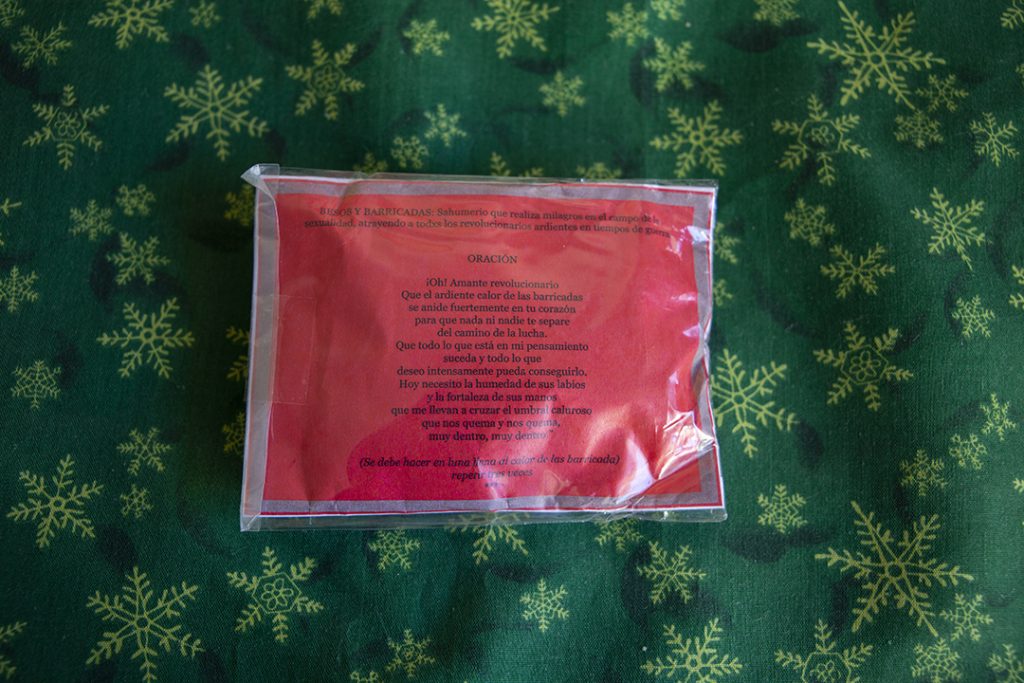 BESOS Y BARRICADAS: Sahumerio que realiza milagros en el campo de la
sexualidad, atrayendo a todxs los revolucionarios ardientes en tiempos de guerra
ORACIÓN
¡Oh! Amante revolucionario
Que el ardiente calor de las barricadas
se anide fuertemente en tu corazón
para que nada ni nadie te separe
del camino de la lucha.
Que todo lo que está en mi pensamiento
suceda y todo lo que
deseo intensamente pueda conseguirlo.
Hoy necesito la humedad de sus labios
y la fortaleza de sus manos
que me llevan a cruzar el umbral caluroso
que nos quema y nos quema,
muy dentro, muy dentro"
(Se debe hacer en luna llena al calor de las barricada)
repetir tres veces
***